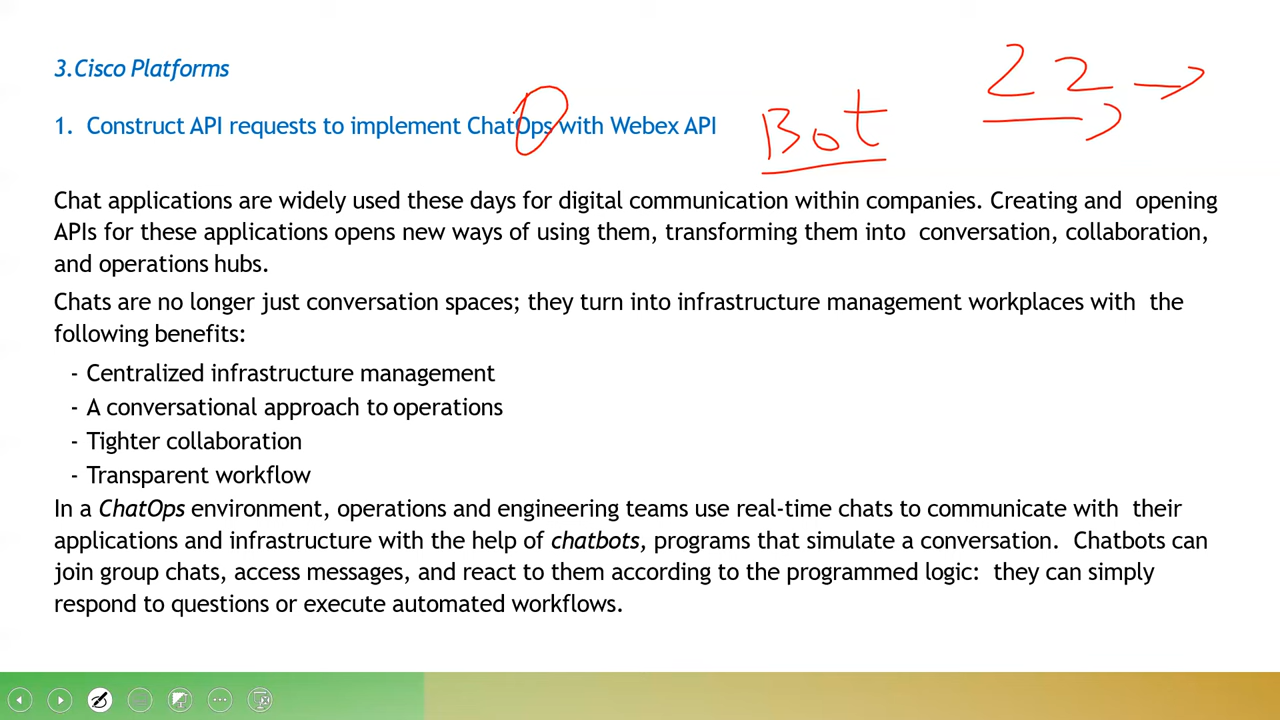 3.Cisco Platforms
22
1. Construct API requests to implement ChatOps with Webex API
Bot
Chat applications are widely used these days for digital communication within companies. Creating and opening
APIs for these applications opens new ways of using them, transforming them into conversation, collaboration,
and operations hubs.
Chats are no longer just conversation spaces; they turn into infrastructure management workplaces with the
following benefits:
- Centralized infrastructure management
- A conversational approach to operations
- Tighter collaboration
- Transparent workflow
In a ChatOps environment, operations and engineering teams use real-time chats to communicate with their
applications and infrastructure with the help of chatbots, programs that simulate a conversation. Chatbots can
join group chats, access messages, and react to them according to the programmed logic: they can simply
respond to questions or execute automated workflows.